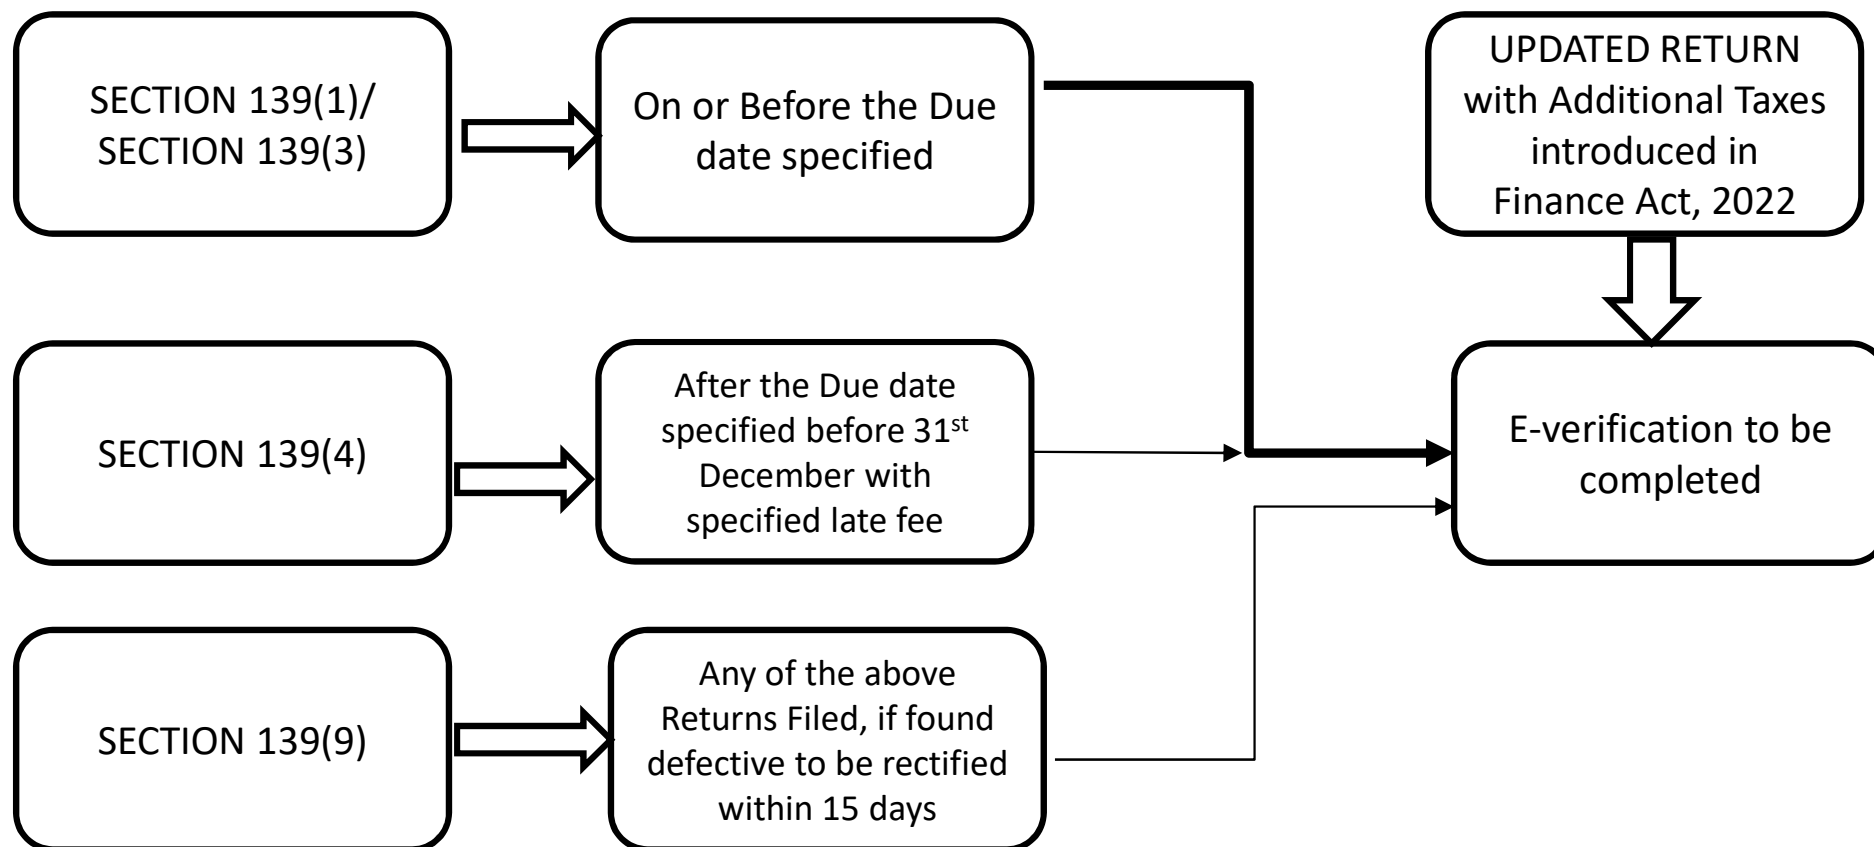 SECTION 139(1)/
SECTION 139(3)
On or Before the Due
date specified
UPDATED RETURN
with Additional Taxes
introduced in
Finance Act, 2022
SECTION 139(4)
After the Due date
specified before 31st
December with
specified late fee
E-verification to be
completed
SECTION 139(9)
Any of the above
Returns Filed, if found
defective to be rectified
within 15 days